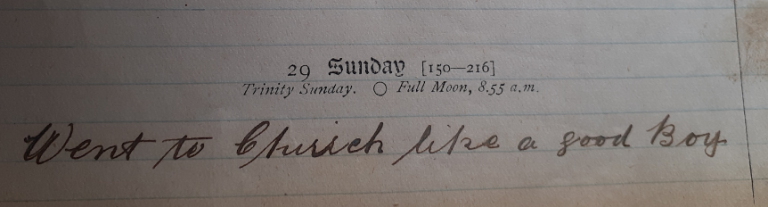 29 Sunday [150—216]
Trinity Sunday. ○ Full Moon, 8.55 a.m.
Went to Church like a good Boy